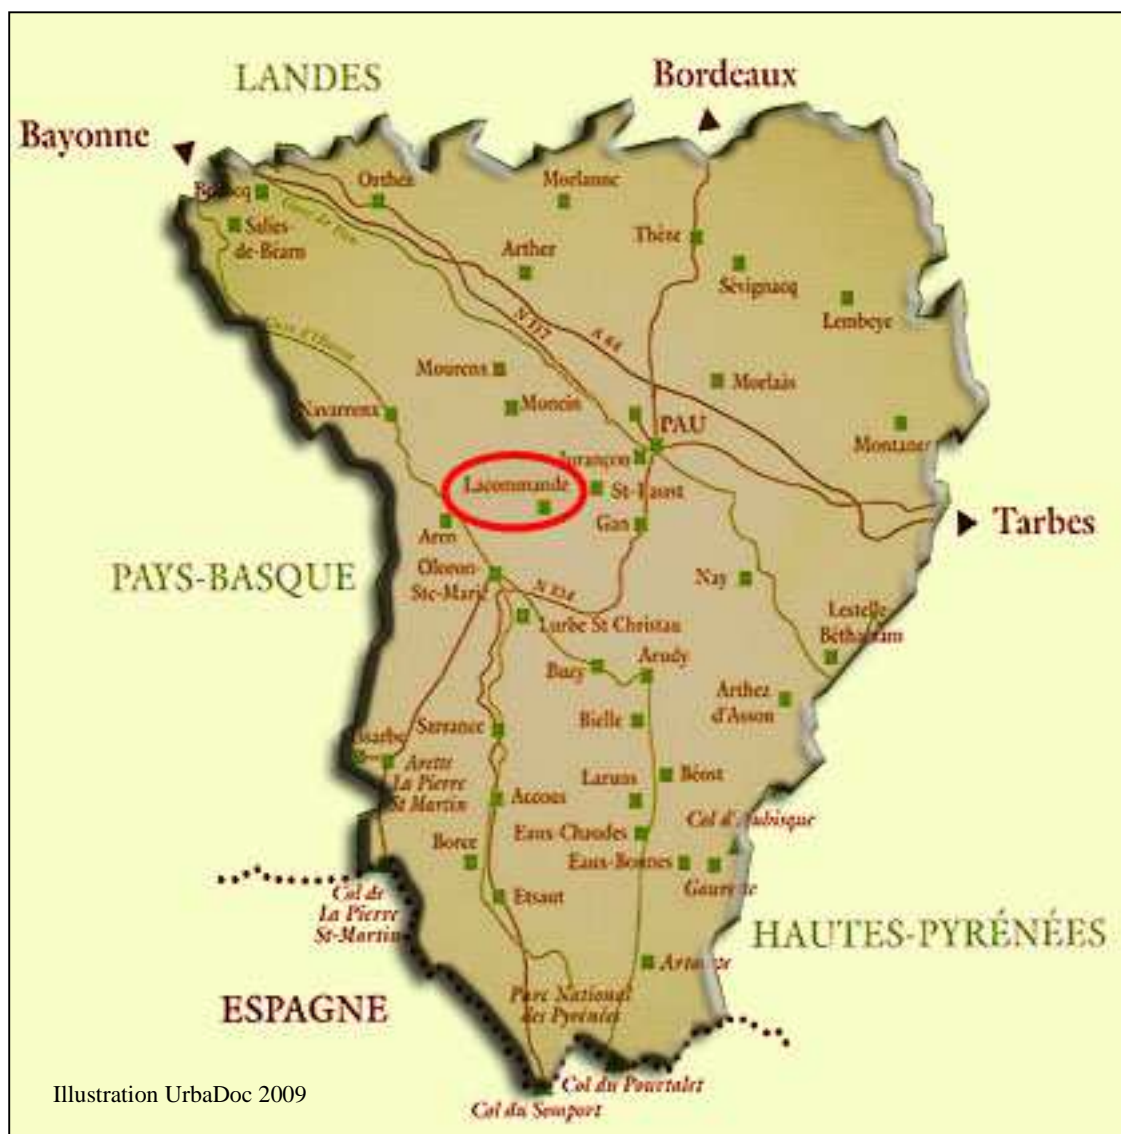 LANDES
Bordeaux
Bayonne
Orthez
Morlanne
Salies-
de-Béarn
Arthez
Thèze
Sévignacq
Lembeye
N 117
A 64
Mourenx
Monein
Morlais
Navarrenx
PAU
Montaner
Jurançon
Lacommande
St-Faust
Gan
Aren
Tarbes
PAYS-BASQUE
Oloron-
Ste-Marie
N 134
Nay
Lurbe St Christau
Lestelle
Bétharram
Buzy
Arudy
Arthez
d'Asson
Sarrance
Bielle
Arette
La Pierre
St Martin
Laruns
Béost
Accous
Col d'Aubisque
Borce
Eaux-Chaudes
Eaux-Bonnes
Gourette
Etsaut
Col de
La Pierre
St-Martin
HAUTES-PYRÉNÉES
ESPAGNE
Parc National
des Pyrénées
Col du Pourtalet
Col du Somport
Illustration UrbaDoc 2009